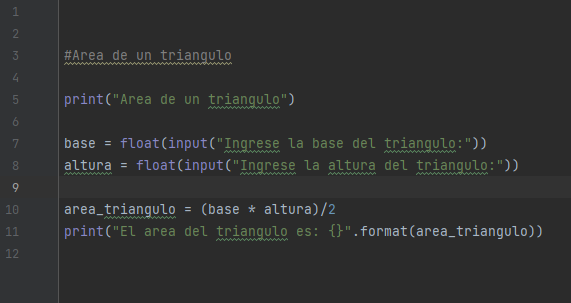 1
2
3 #Area de un triangulo
4
5 print("Area de un triangulo")
6
7 base = float(input("Ingrese la base del triangulo:"))
8 altura = float(input("Ingrese la altura del triangulo:"))
9
10 area_triangulo = (base * altura)/2
11 print("El area del triangulo es: {}".format(area_triangulo))
12